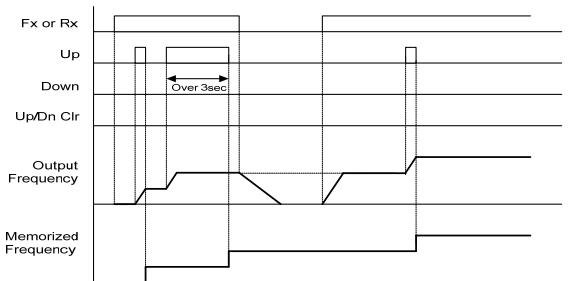 Fx or Rx
Up
Over 3sec
Down
Up/Dn Clr
Output
Frequency
Memorized
Frequency